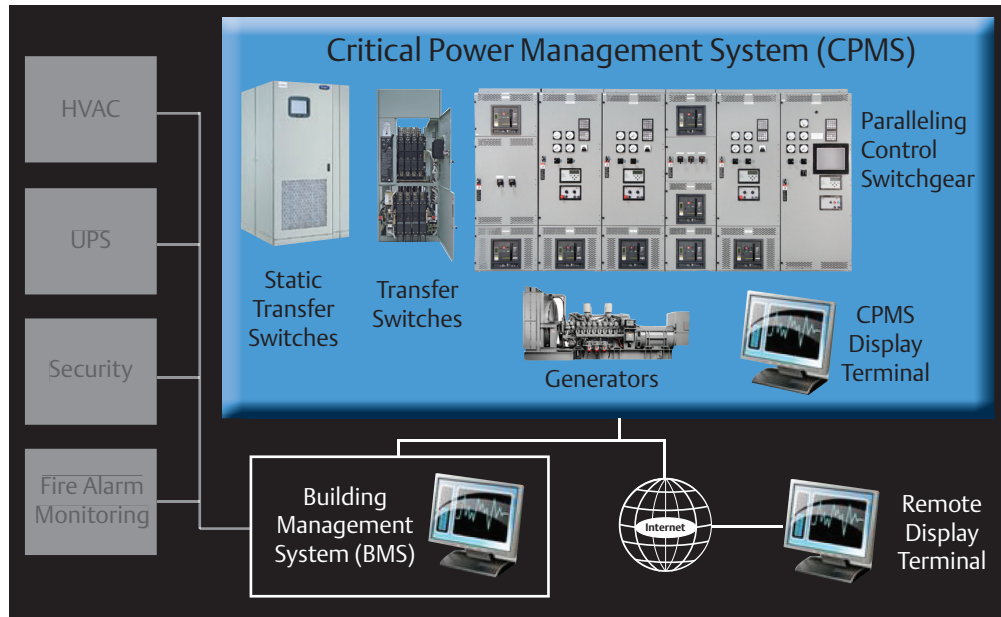 Critical Power Management System (CPMS)
HVAC
UPS
Security
Fire Alarm
Monitoring
Static
Transfer
Switches
Transfer
Switches
Paralleling
Control
Switchgear
Generators
CPMS
Display
Terminal
Building
Management
System (BMS)
Internet
Remote
Display
Terminal